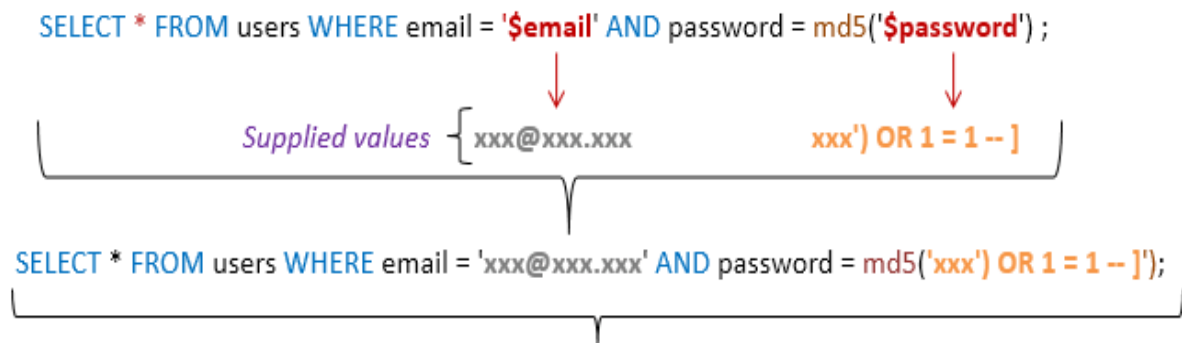 SELECT * FROM users WHERE email = '$email' AND password = md5('$password') ;
Supplied values xxx@xxx.xxx xxx') OR 1 = 1 -- ]
SELECT * FROM users WHERE email = 'xxx@xxx.xxx' AND password = md5('xxx') OR 1 = 1 -- ]');